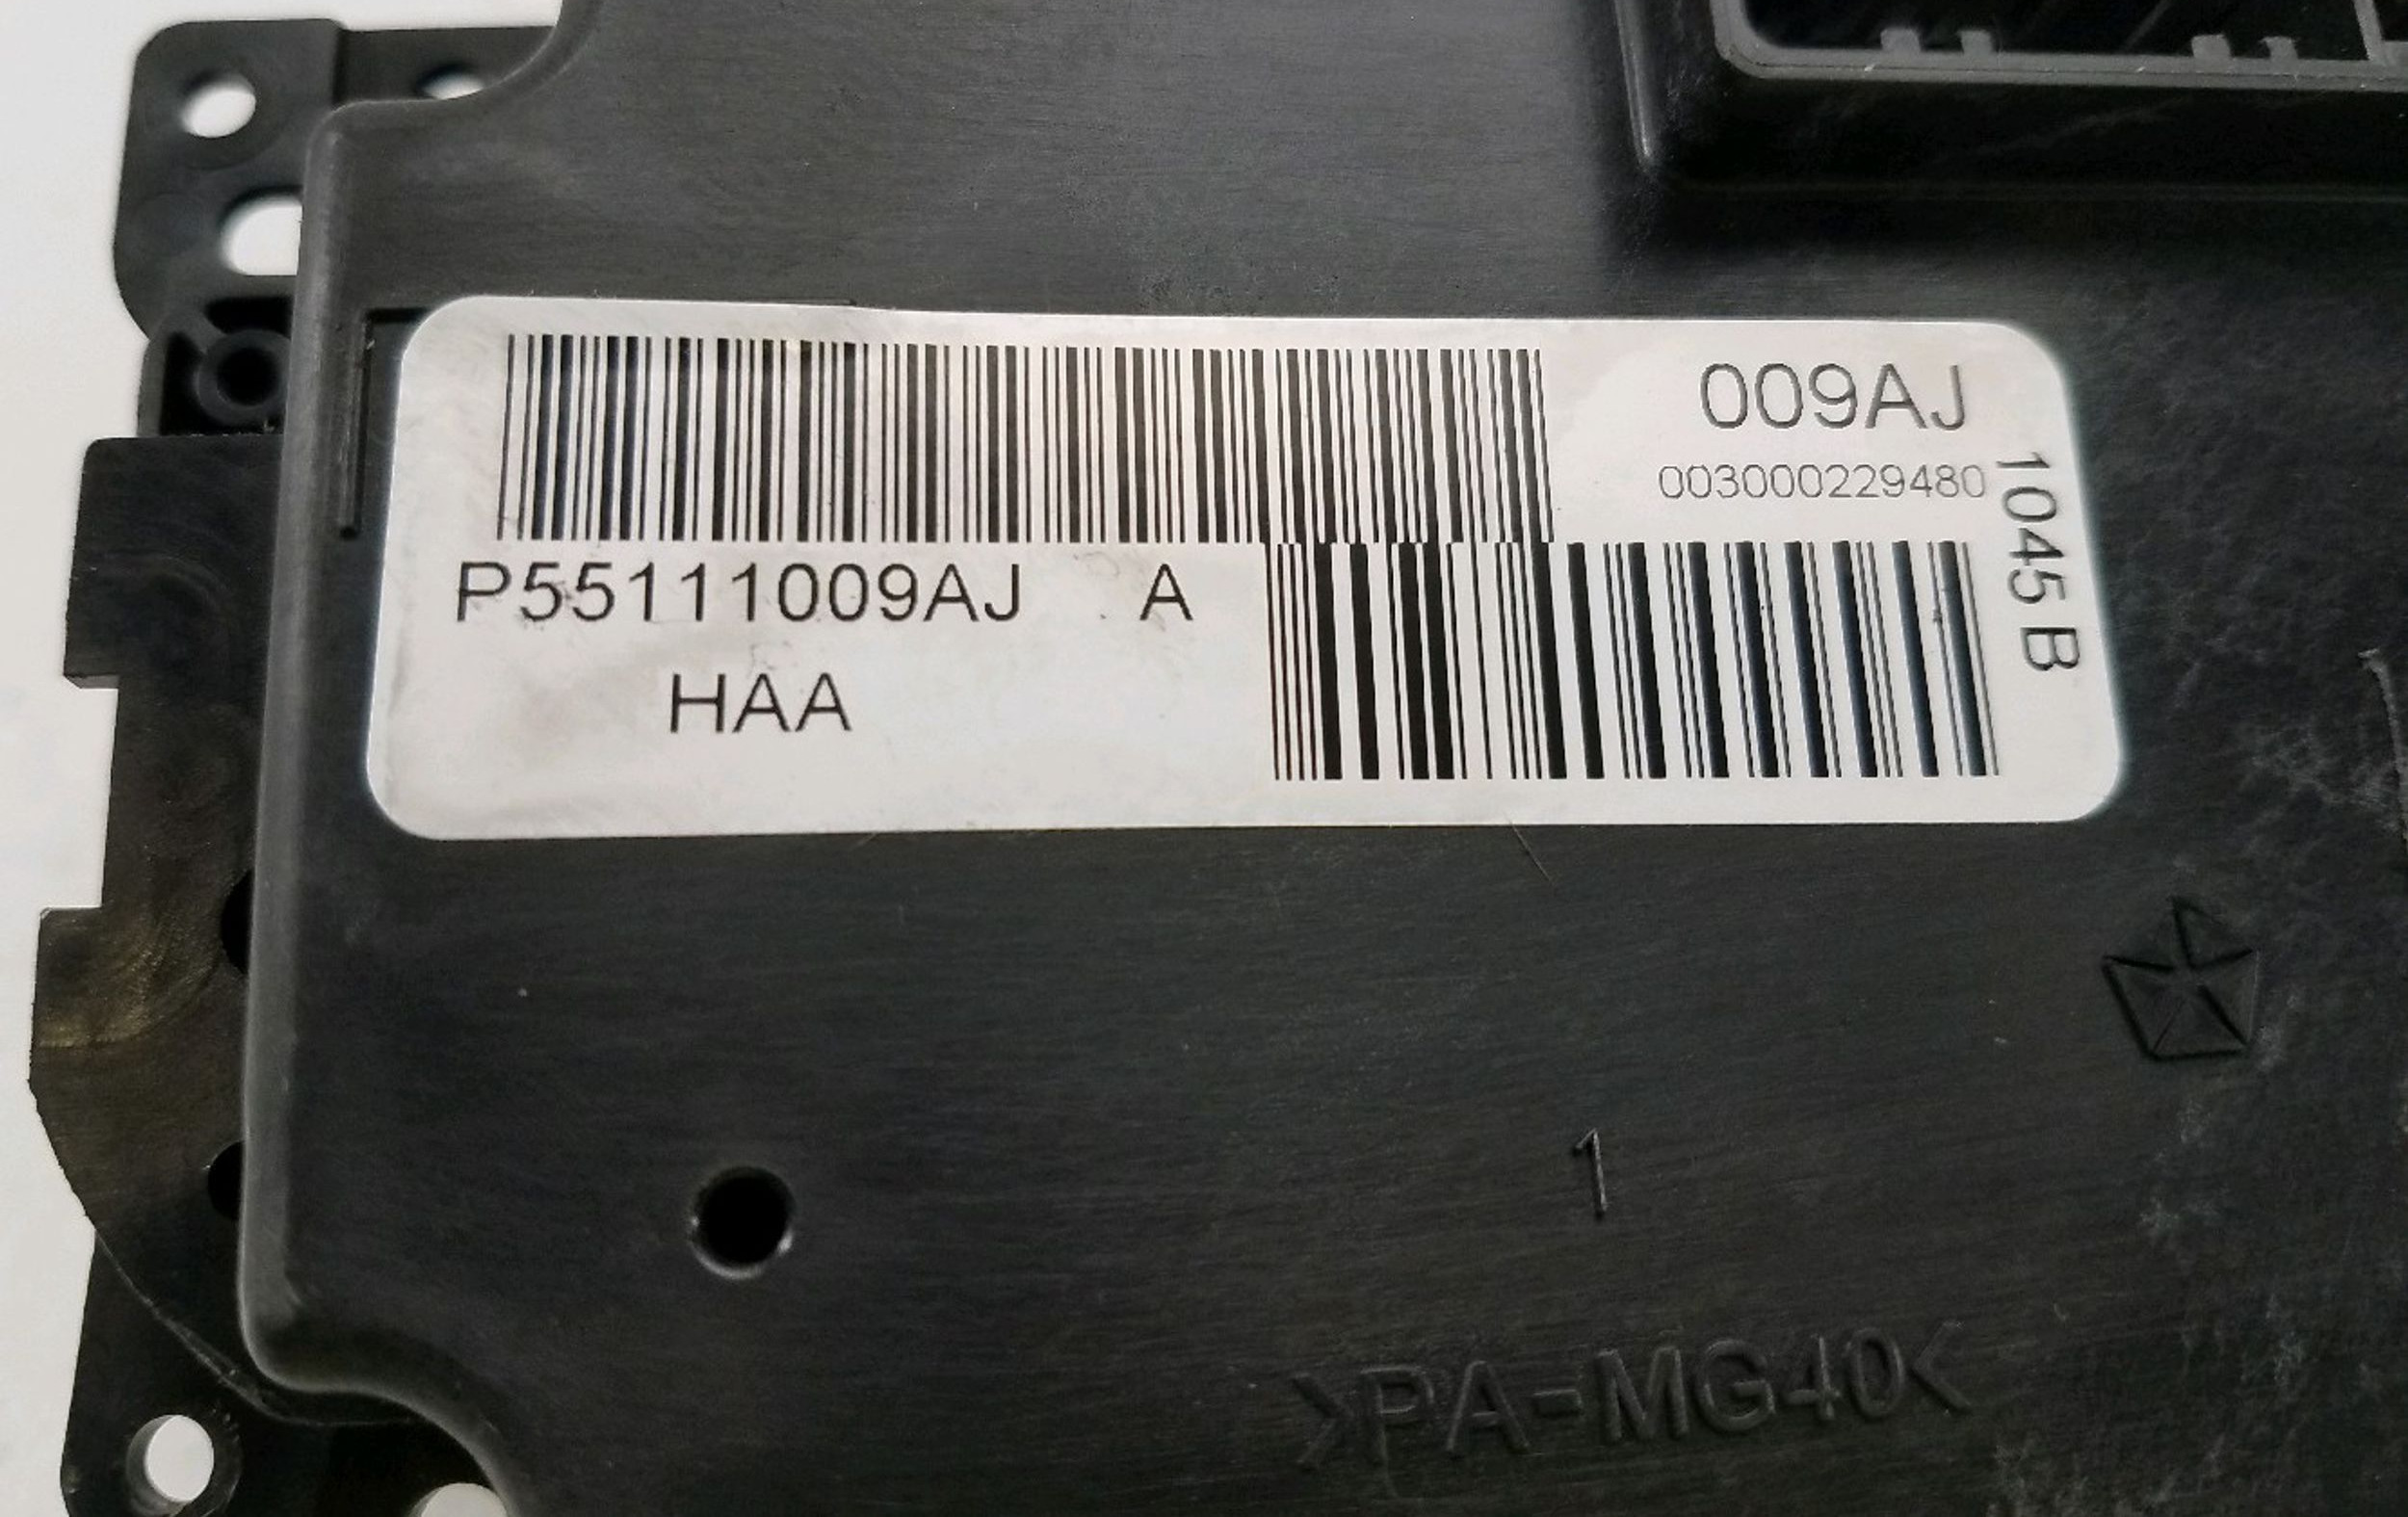 009AJ
003000229480
1045 B
P55111009AJ A
HAA
1
>PA-MG40<